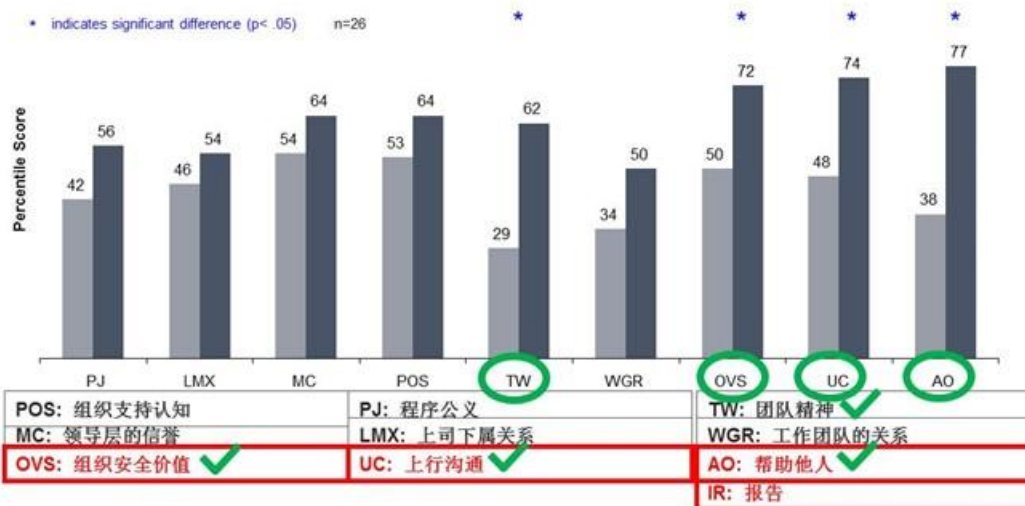 * indicates significant difference (p< .05) n=26
* * * *
Percentile Score
42 56 46 54 54 64 53 64 29 62 34 50 50 72 48 74 38 77
PJ LMX MC POS TW WGR OVS UC AO
POS: 组织支持认知 PJ: 程序公义 TW: 团队精神
MC: 领导层的信誉 LMX: 上司下属关系 WGR: 工作团队的关系
OVS: 组织安全价值 UC: 上行沟通 AO: 帮助他人
IR: 报告